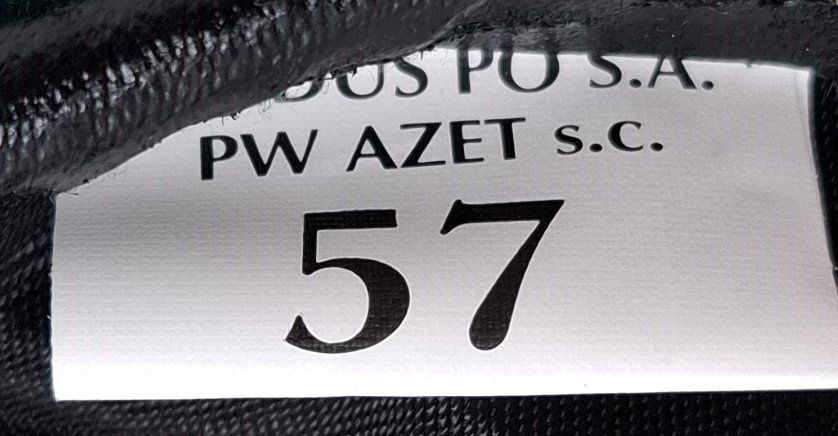 PO S.A.
PW AZET s.c.
57